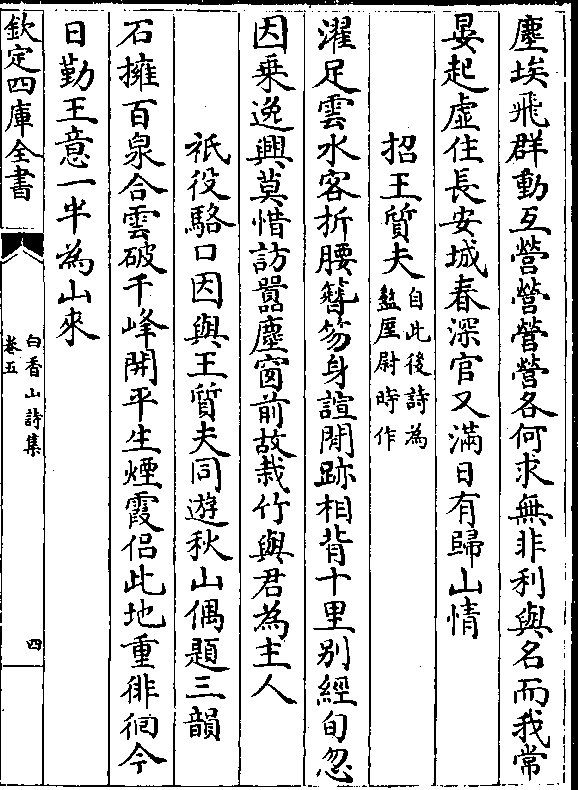 塵埃飛群動互營營營營各何求無非利與名而我常
晏起虛住長安城春深官又滿日有歸山情
招王質夫自此後詩為
盩厔尉時作
濯足雲水客折腰簪笏身諠閒跡相背十里别經旬忽
因乗逸興莫惜訪囂塵窗前故栽竹與君為主人
祇役駱口因與王質夫同遊秋山偶題三韻
石擁百泉合雲破千峰開平生煙霞侣此地重徘徊今
日勤王意一半為山來
欽定四庫全書
白香山詩集
卷五
四